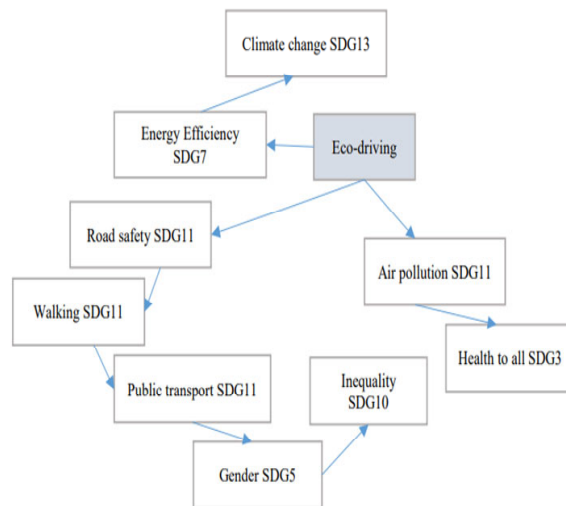 Climate change SDG13
Energy Efficiency
SDG7
Eco-driving
Road safety SDG11
Air pollution SDG11
Walking SDG11
Health to all SDG3
Public transport SDG11
Inequality
SDG10
Gender SDG5